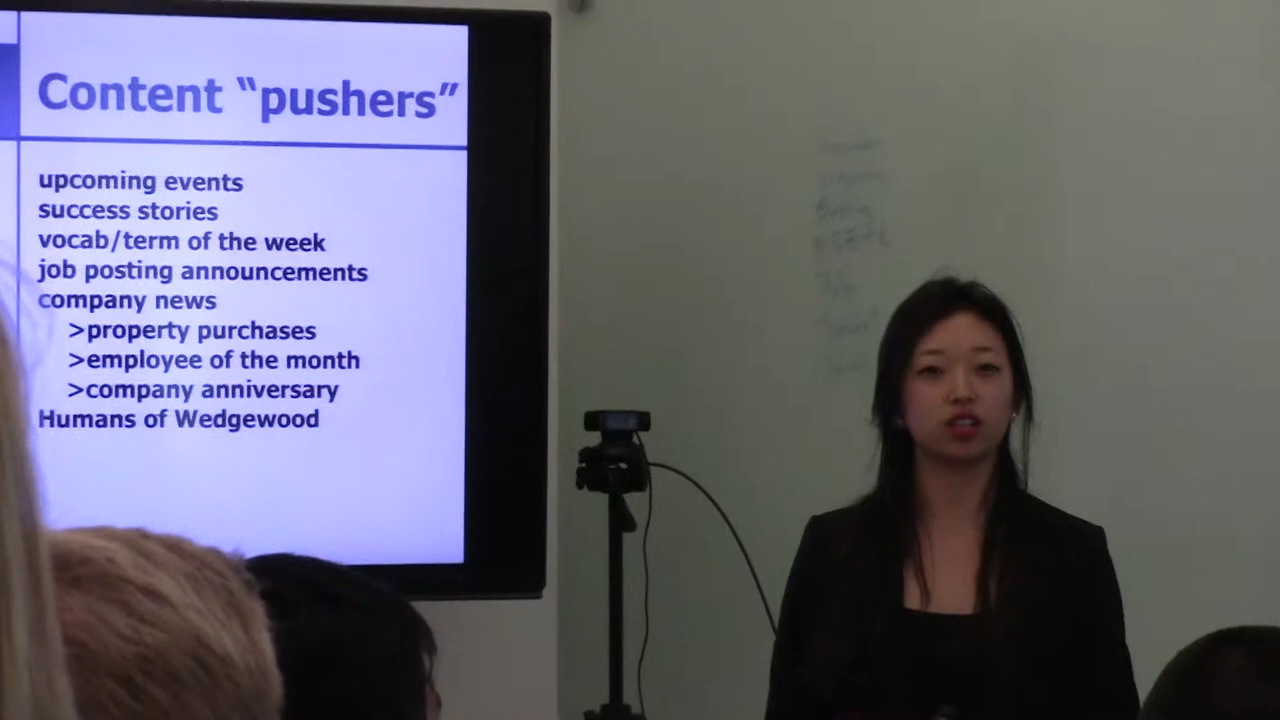 Content “pushers”
upcoming events
success stories
vocab/term of the week
job posting announcements
company news
>property purchases
>employee of the month
>company anniversary
Humans of Wedgewood